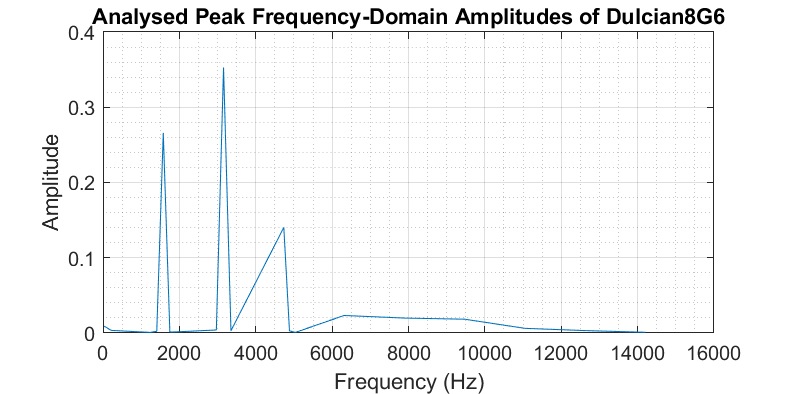 Analysed Peak Frequency-Domain Amplitudes of Dulcian8G6
0.4
0.3
0.2
0.1
0
Amplitude
0 2000 4000 6000 8000 10000 12000 14000 16000
Frequency (Hz)